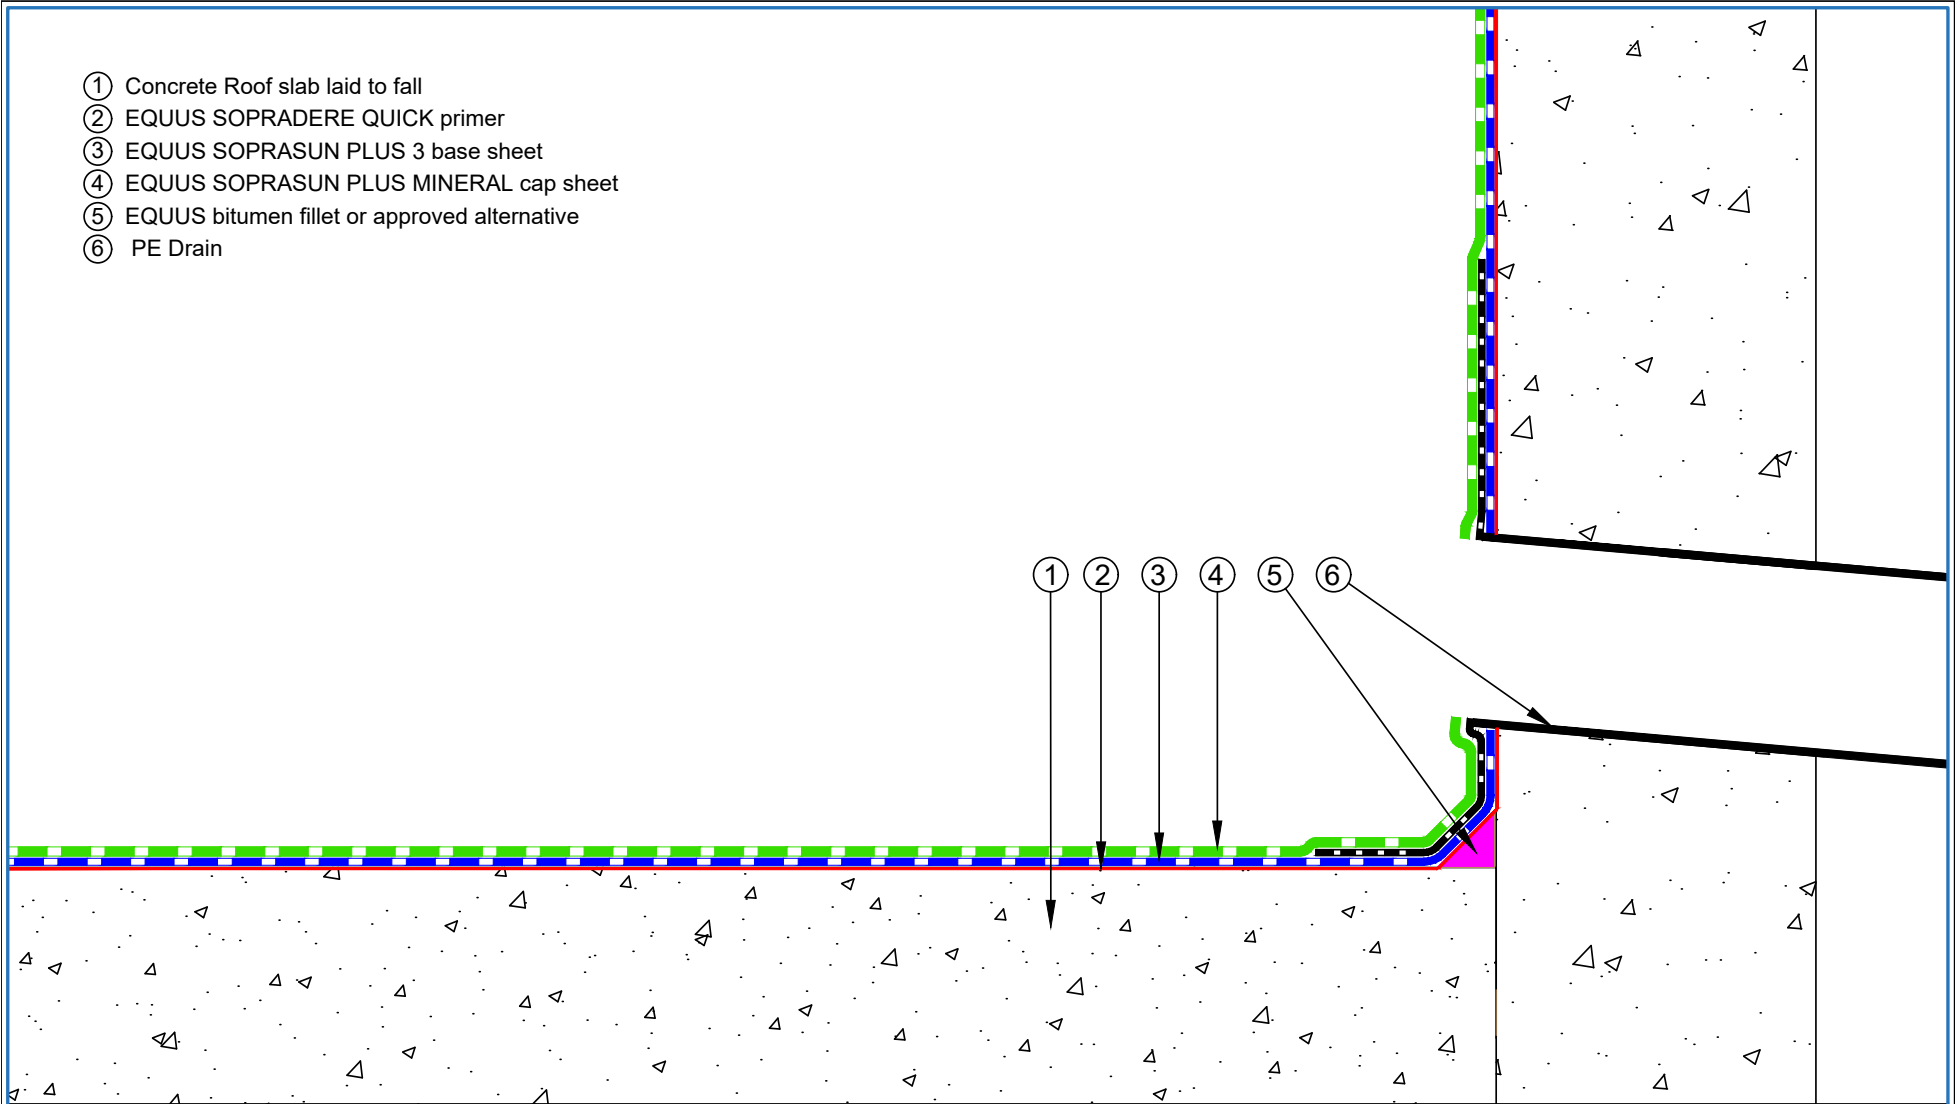 ① Concrete Roof slab laid to fall
② EQUUS SOPRADERE QUICK primer
③ EQUUS SOPRASUN PLUS 3 base sheet
④ EQUUS SOPRASUN PLUS MINERAL cap sheet
⑤ EQUUS bitumen fillet or approved alternative
⑥ PE Drain
① ② ③ ④ ⑤ ⑥